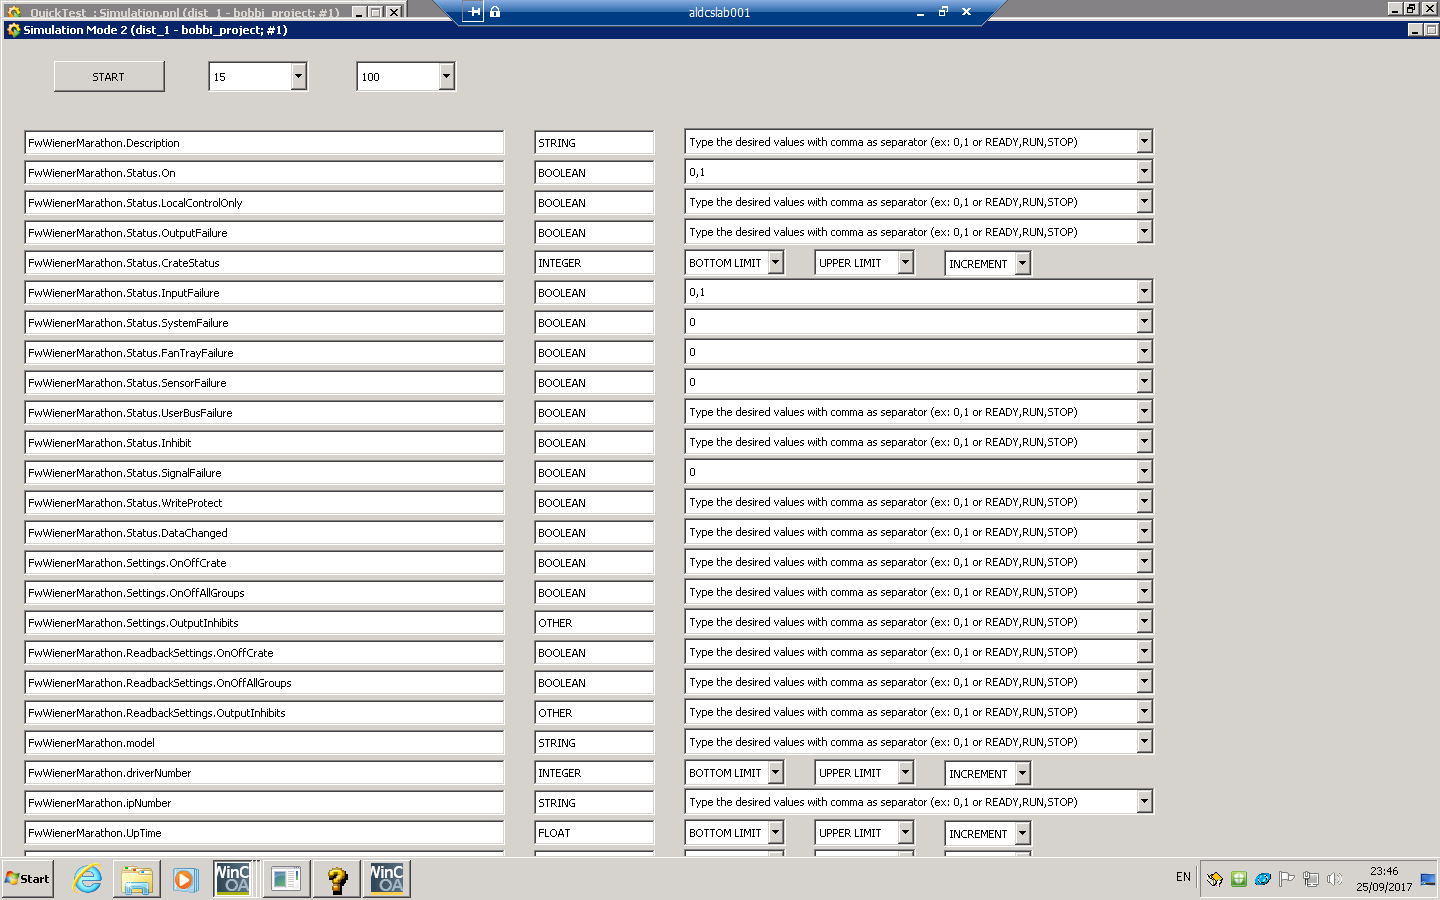 QuickTest : Simulation.pnl (dist_1 - bobbi_project; #1)
aldcslab001
Simulation Mode 2 (dist_1 - bobbi_project; #1)
START 15 100
FwWienerMarathon.Description STRING Type the desired values with comma as separator (ex: 0,1 or READY,RUN,STOP)
FwWienerMarathon.Status.On BOOLEAN 0,1
FwWienerMarathon.Status.LocalControlOnly BOOLEAN Type the desired values with comma as separator (ex: 0,1 or READY,RUN,STOP)
FwWienerMarathon.Status.OutputFailure BOOLEAN Type the desired values with comma as separator (ex: 0,1 or READY,RUN,STOP)
FwWienerMarathon.Status.CrateStatus INTEGER BOTTOM LIMIT UPPER LIMIT INCREMENT
FwWienerMarathon.Status.InputFailure BOOLEAN 0,1
FwWienerMarathon.Status.SystemFailure BOOLEAN 0
FwWienerMarathon.Status.FanTrayFailure BOOLEAN 0
FwWienerMarathon.Status.SensorFailure BOOLEAN 0
FwWienerMarathon.Status.UserBusFailure BOOLEAN Type the desired values with comma as separator (ex: 0,1 or READY,RUN,STOP)
FwWienerMarathon.Status.Inhibit BOOLEAN Type the desired values with comma as separator (ex: 0,1 or READY,RUN,STOP)
FwWienerMarathon.Status.SignalFailure BOOLEAN 0
FwWienerMarathon.Status.WriteProtect BOOLEAN Type the desired values with comma as separator (ex: 0,1 or READY,RUN,STOP)
FwWienerMarathon.Status.DataChanged BOOLEAN Type the desired values with comma as separator (ex: 0,1 or READY,RUN,STOP)
FwWienerMarathon.Settings.OnOffCrate BOOLEAN Type the desired values with comma as separator (ex: 0,1 or READY,RUN,STOP)
FwWienerMarathon.Settings.OnOffAllGroups BOOLEAN Type the desired values with comma as separator (ex: 0,1 or READY,RUN,STOP)
FwWienerMarathon.Settings.OutputInhibits OTHER Type the desired values with comma as separator (ex: 0,1 or READY,RUN,STOP)
FwWienerMarathon.ReadbackSettings.OnOffCrate BOOLEAN Type the desired values with comma as separator (ex: 0,1 or READY,RUN,STOP)
FwWienerMarathon.ReadbackSettings.OnOffAllGroups BOOLEAN Type the desired values with comma as separator (ex: 0,1 or READY,RUN,STOP)
FwWienerMarathon.ReadbackSettings.OutputInhibits OTHER Type the desired values with comma as separator (ex: 0,1 or READY,RUN,STOP)
FwWienerMarathon.model STRING Type the desired values with comma as separator (ex: 0,1 or READY,RUN,STOP)
FwWienerMarathon.driverNumber INTEGER BOTTOM LIMIT UPPER LIMIT INCREMENT
FwWienerMarathon.ipNumber STRING Type the desired values with comma as separator (ex: 0,1 or READY,RUN,STOP)
FwWienerMarathon.UpTime FLOAT BOTTOM LIMIT UPPER LIMIT INCREMENT
Start WinCC OA WinCC OA EN 23:46
25/09/2017